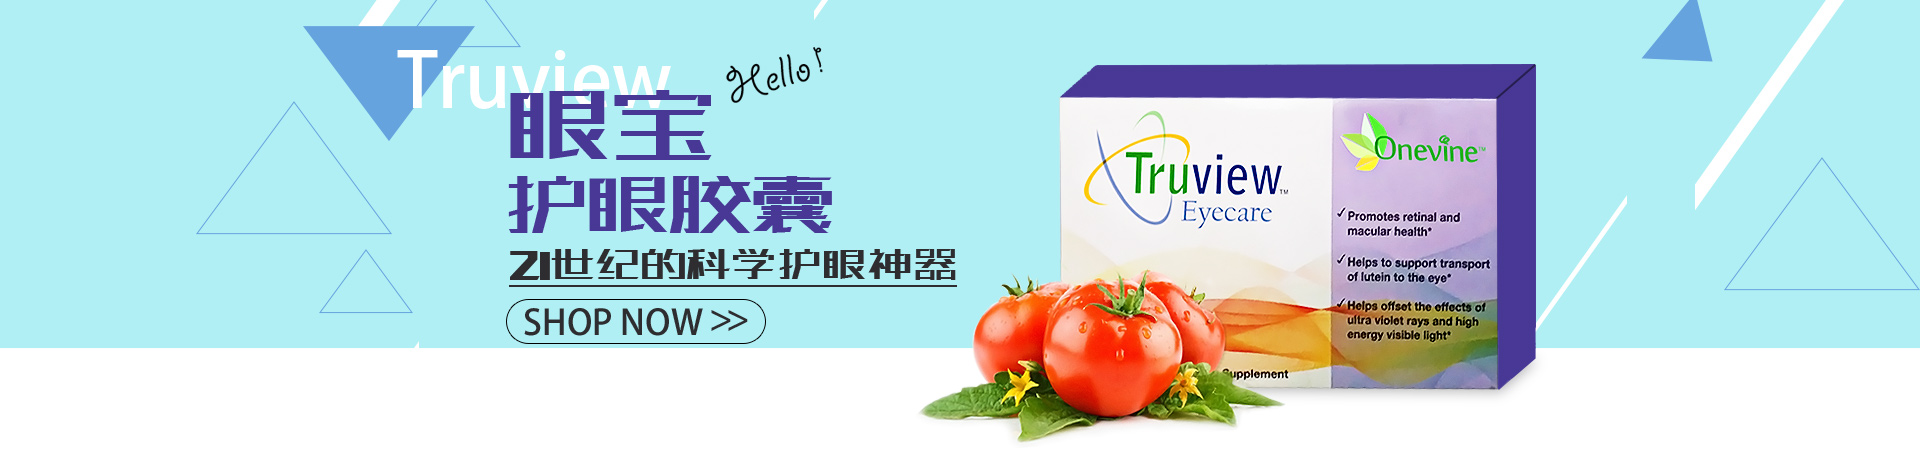 Truview
Hello!
眼宝
护眼胶囊
21世纪的科学护眼神器
SHOP NOW >>
Truview™
Eyecare
Onevine™
✓Promotes retinal and
macular health*
✓Helps to support transport
of lutein to the eye*
✓Helps offset the effects of
ultra violet rays and high
energy visible light*
Supplement